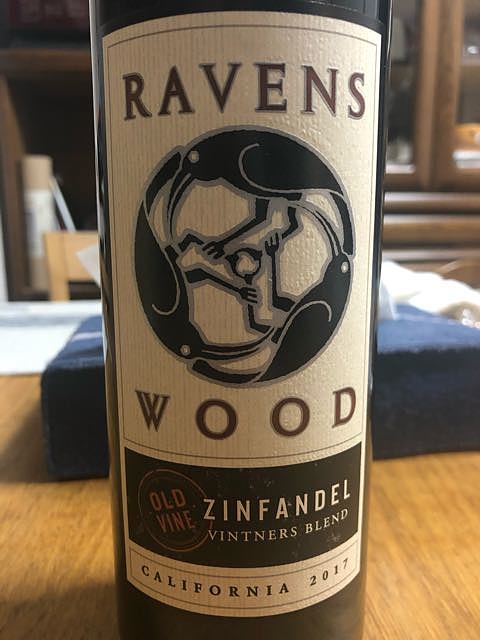 RAVENS
WOOD
OLD
VINE
ZINFANDEL
VINTNERS BLEND
CALIFORNIA 2017